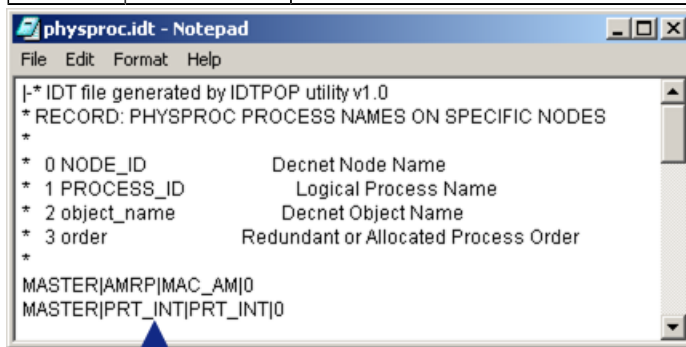 physproc.idt - Notepad
File Edit Format Help
|-* IDT file generated by IDTPOP utility v1.0
* RECORD: PHYSPROC PROCESS NAMES ON SPECIFIC NODES
*
* 0 NODE_ID Decnet Node Name
* 1 PROCESS_ID Logical Process Name
* 2 object_name Decnet Object Name
* 3 order Redundant or Allocated Process Order
*
MASTER|AMRP|MAC_AM|0
MASTER|PRT_INT|PRT_INT|0